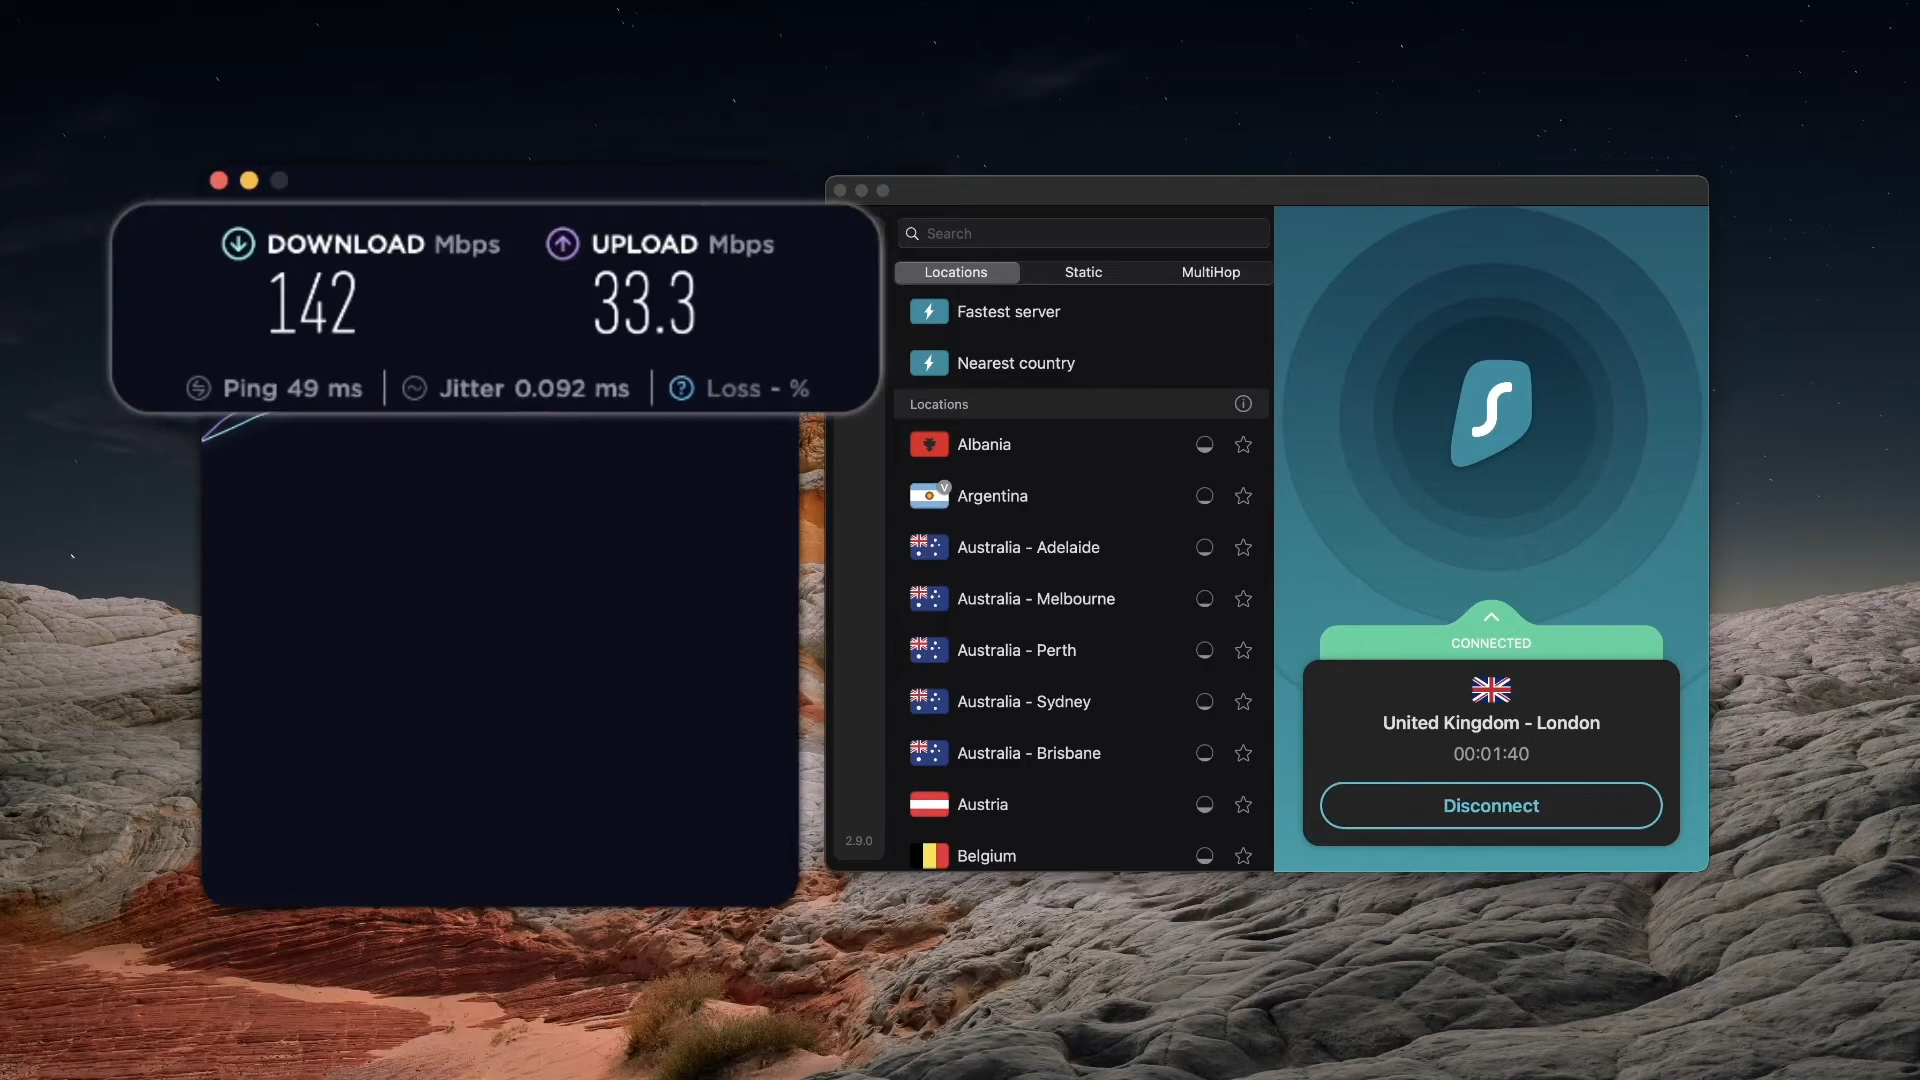 DOWNLOAD Mbps
142
UPLOAD Mbps
33.3
Ping 49 ms
Jitter 0.092 ms
Loss - %
Search
Locations
Static
MultiHop
Fastest server
Nearest country
Locations
Albania
V
Argentina
Australia - Adelaide
Australia - Melbourne
Australia - Perth
Australia - Sydney
Australia - Brisbane
Austria
Belgium
2.9.0
CONNECTED
United Kingdom - London
00:01:40
Disconnect